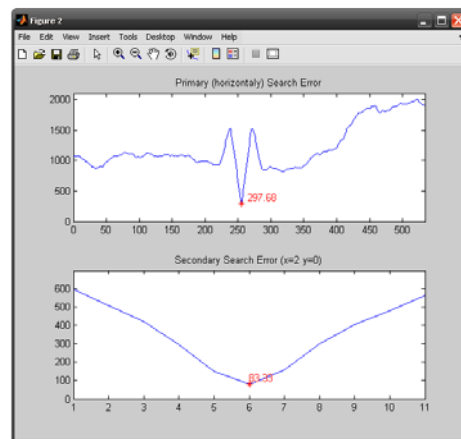 Figure 2
File Edit View Insert Tools Desktop Window Help
Primary (horizontaly) Search Error
2000
1500
1000
500
0
297.68
0 50 100 150 200 250 300 350 400 450 500
Secondary Search Error (x=2 y=0)
600
500
400
300
200
100
0
83.35
1 2 3 4 5 6 7 8 9 10 11